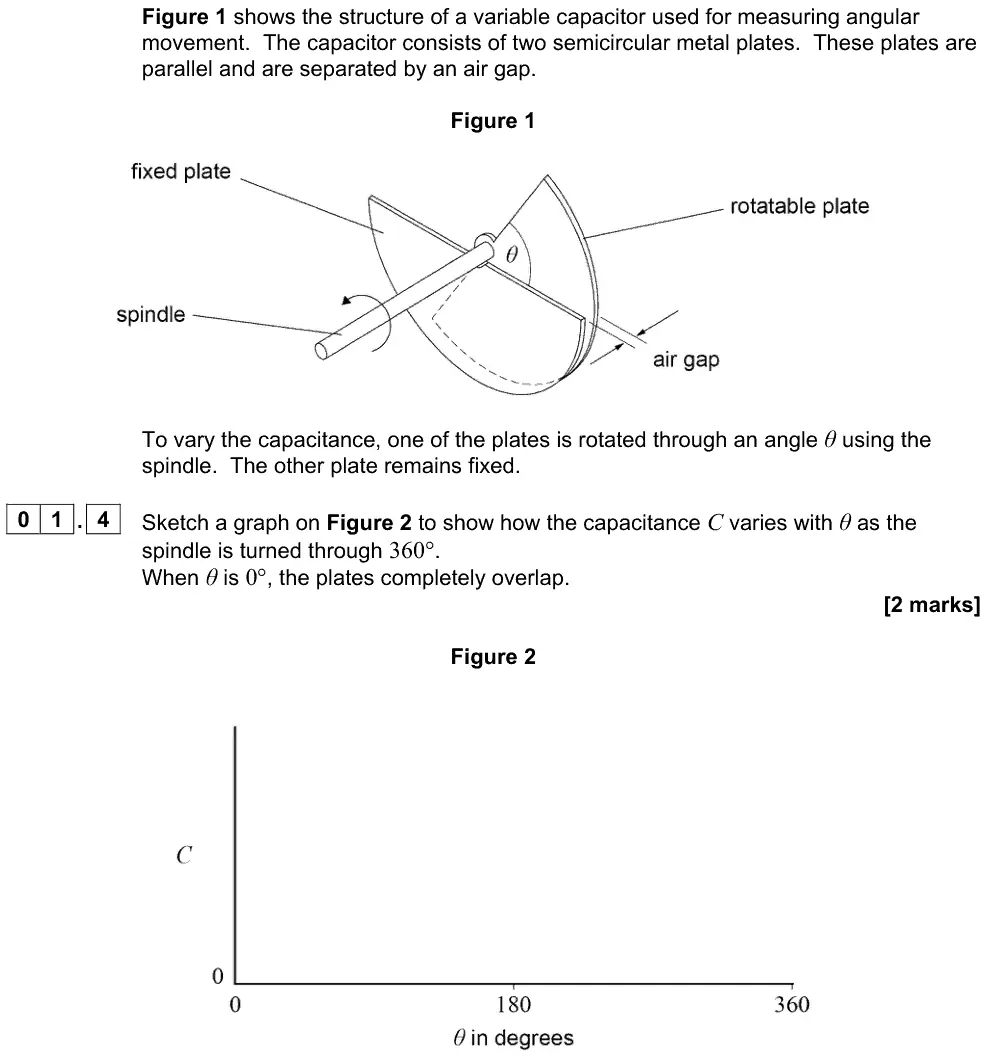 Figure 1 shows the structure of a variable capacitor used for measuring angular
movement. The capacitor consists of two semicircular metal plates. These plates are
parallel and are separated by an air gap.
Figure 1
fixed plate
rotatable plate
θ
spindle
air gap
To vary the capacitance, one of the plates is rotated through an angle θ using the
spindle. The other plate remains fixed.
0 1 . 4 Sketch a graph on Figure 2 to show how the capacitance C varies with θ as the
spindle is turned through 360°.
When θ is 0°, the plates completely overlap.
[2 marks]
Figure 2
C
0
0 180 360
θ in degrees